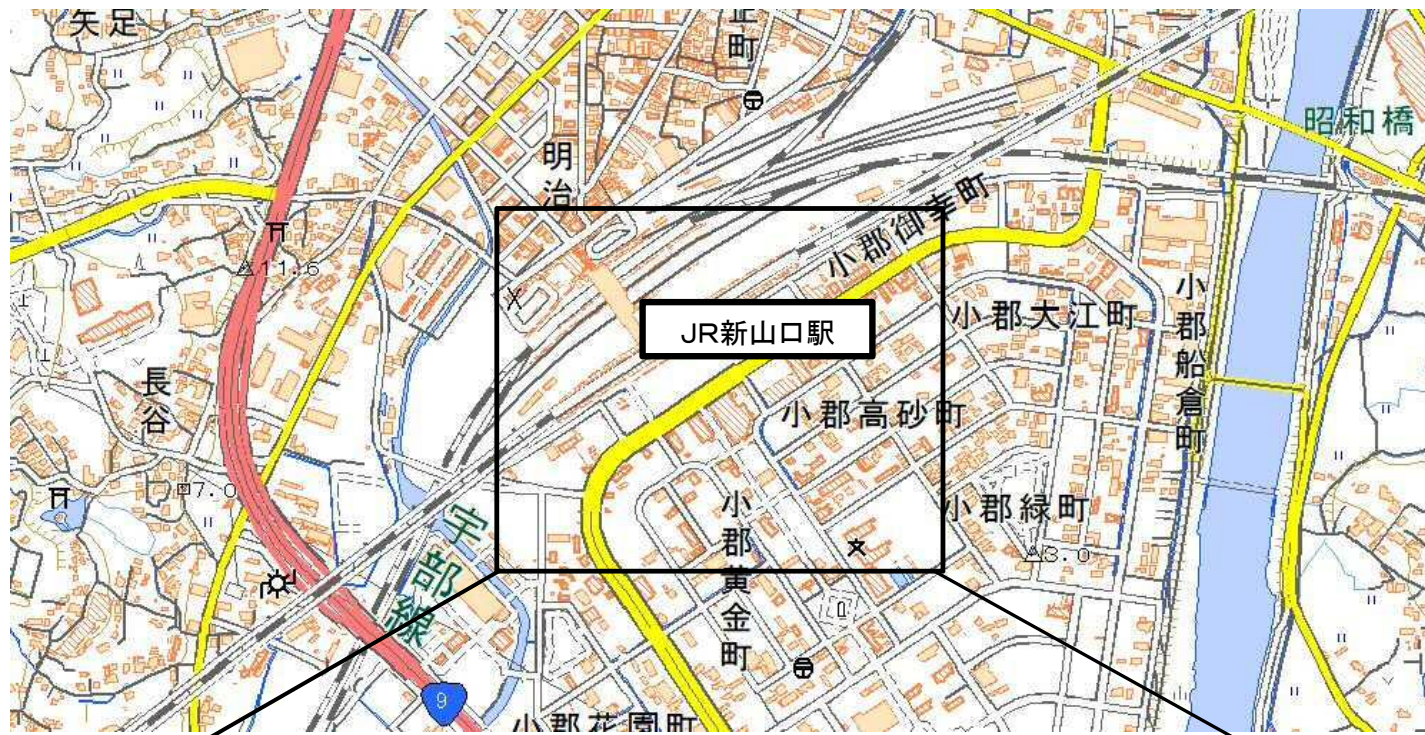 矢足
正町
昭和橋
明治
小郡御幸町
11.6
小郡大江町
小郡船倉町
JR新山口駅
長谷
小郡高砂町
7.0
小郡黄金町
小郡緑町
宇部線
3.0
9
小郡花園町